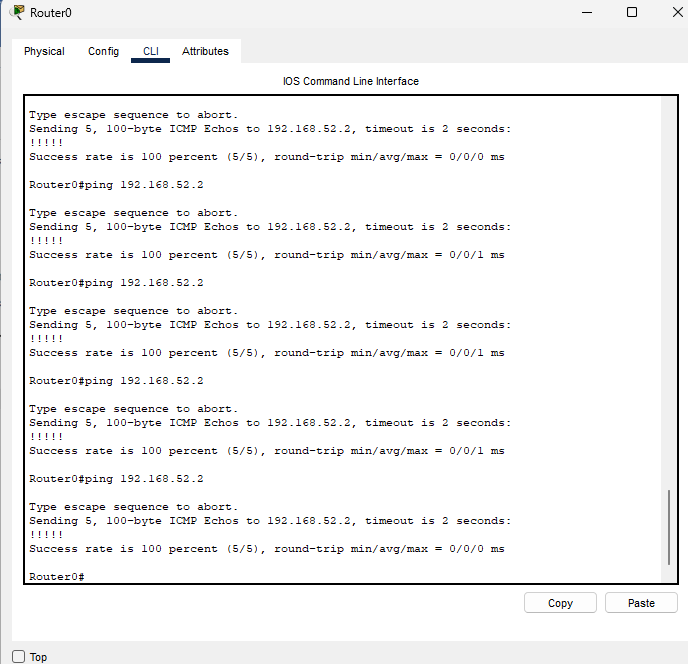 Router0
Physical Config CLI Attributes
IOS Command Line Interface
Type escape sequence to abort.
Sending 5, 100-byte ICMP Echos to 192.168.52.2, timeout is 2 seconds:
!!!!!
Success rate is 100 percent (5/5), round-trip min/avg/max = 0/0/0 ms
Router0#ping 192.168.52.2
Type escape sequence to abort.
Sending 5, 100-byte ICMP Echos to 192.168.52.2, timeout is 2 seconds:
!!!!!
Success rate is 100 percent (5/5), round-trip min/avg/max = 0/0/1 ms
Router0#ping 192.168.52.2
Type escape sequence to abort.
Sending 5, 100-byte ICMP Echos to 192.168.52.2, timeout is 2 seconds:
!!!!!
Success rate is 100 percent (5/5), round-trip min/avg/max = 0/0/1 ms
Router0#ping 192.168.52.2
Type escape sequence to abort.
Sending 5, 100-byte ICMP Echos to 192.168.52.2, timeout is 2 seconds:
!!!!!
Success rate is 100 percent (5/5), round-trip min/avg/max = 0/0/1 ms
Router0#ping 192.168.52.2
Type escape sequence to abort.
Sending 5, 100-byte ICMP Echos to 192.168.52.2, timeout is 2 seconds:
!!!!!
Success rate is 100 percent (5/5), round-trip min/avg/max = 0/0/0 ms
Router0#
Copy Paste
Top